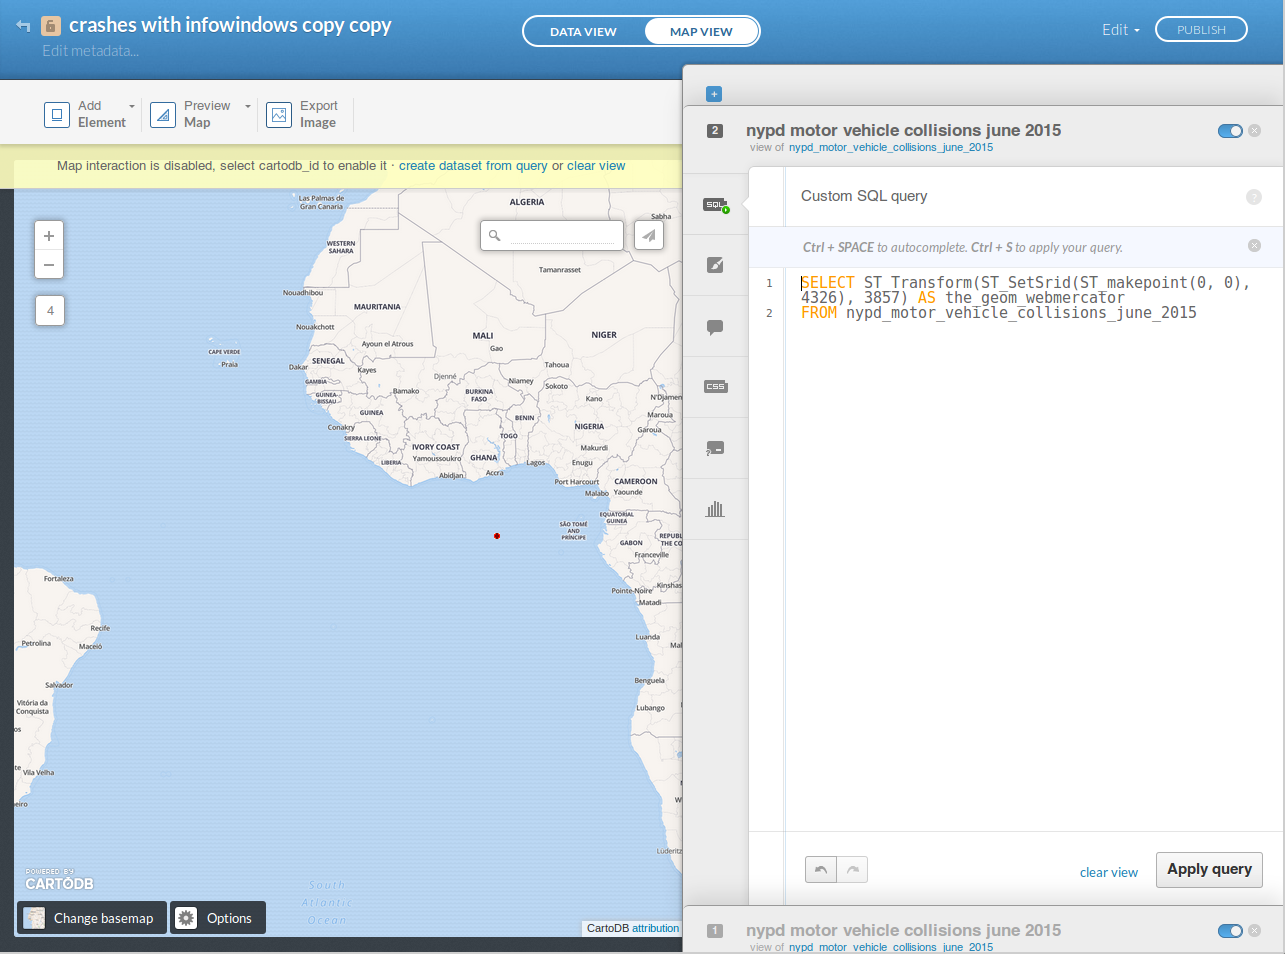 crashes with infowindows copy copy
Edit metadata...
DATA VIEW
MAP VIEW
Edit
PUBLISH
Add
Element
Preview
Map
Export
Image
Map interaction is disabled, select cartodb_id to enable it · create dataset from query or clear view
+
2
nypd motor vehicle collisions june 2015
view of nypd_motor_vehicle_collisions_june_2015
SQL
Custom SQL query
?
Ctrl + SPACE to autocomplete. Ctrl + S to apply your query.
1 SELECT ST_Transform(ST_SetSrid(ST_makepoint(0, 0),
4326), 3857) AS the_geom_webmercator
2 FROM nypd_motor_vehicle_collisions_june_2015
CSS
+
−
4
Las Palmas de
Gran Canaria
ALGERIA
Sabha
WESTERN
SAHARA
Tamanrasset
Nouadhibou
MAURITANIA
Nouakchott
MALI
NIGER
Ayoun el Atrous
Gao
CAPE VERDE
Praia
SENEGAL
Dakar
Kayes
Tahoua
GAMBIA
Djenné
Niamey
Sokoto
GUINEA-
BISSAU
Bamako
BURKINA
FASO
Kano
N'Djamen
GUINEA
BENIN
Maroua
Conakry
NIGERIA
Garoua
SIERRA LEONE
TOGO
IVORY COAST
Makurdi
LIBERIA
Yamoussoukro
GHANA
Lagos
Enugu
Abidjan
Accra
Port Harcourt
CAMEROON
Malabo
Yaounde
EQUATORIAL
GUINEA
SÃO TOMÉ
AND
PRÍNCIPE
GABON
REPUBL
THE CO
Franceville
Fortaleza
Pointe-Noire
Kinshas
Matadi
Recife
Petrolina
Maceió
Luanda
Mal
Salvador
Benguela
Vitória da
Conquista
Lubango
os
te
Vila Velha
W
neiro
Lüderitz
South
Atlantic
Ocean
POWERED BY
CARTODB
Change basemap
Options
CartoDB attribution
clear view
Apply query
1
nypd motor vehicle collisions june 2015
view of nypd_motor_vehicle_collisions_june_2015